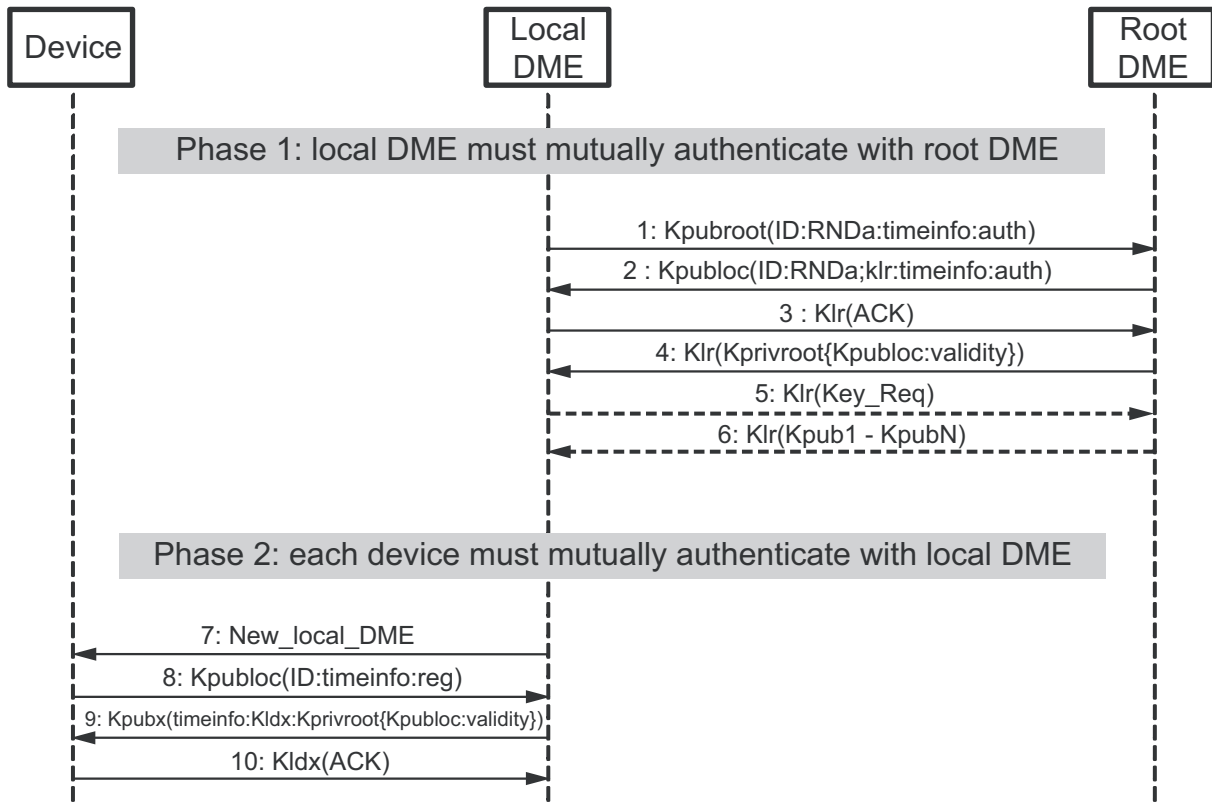 Device
Local
DME
Root
DME
Phase 1: local DME must mutually authenticate with root DME
1: Kpubroot(ID:RNDa:timeinfo:auth)
2 : Kpubloc(ID:RNDa;klr:timeinfo:auth)
3 : Klr(ACK)
4: Klr(Kprivroot{Kpubloc:validity})
5: Klr(Key_Req)
6: Klr(Kpub1 - KpubN)
Phase 2: each device must mutually authenticate with local DME
7: New_local_DME
8: Kpubloc(ID:timeinfo:reg)
9: Kpubx(timeinfo:Kldx:Kprivroot{Kpubloc:validity})
10: Kldx(ACK)